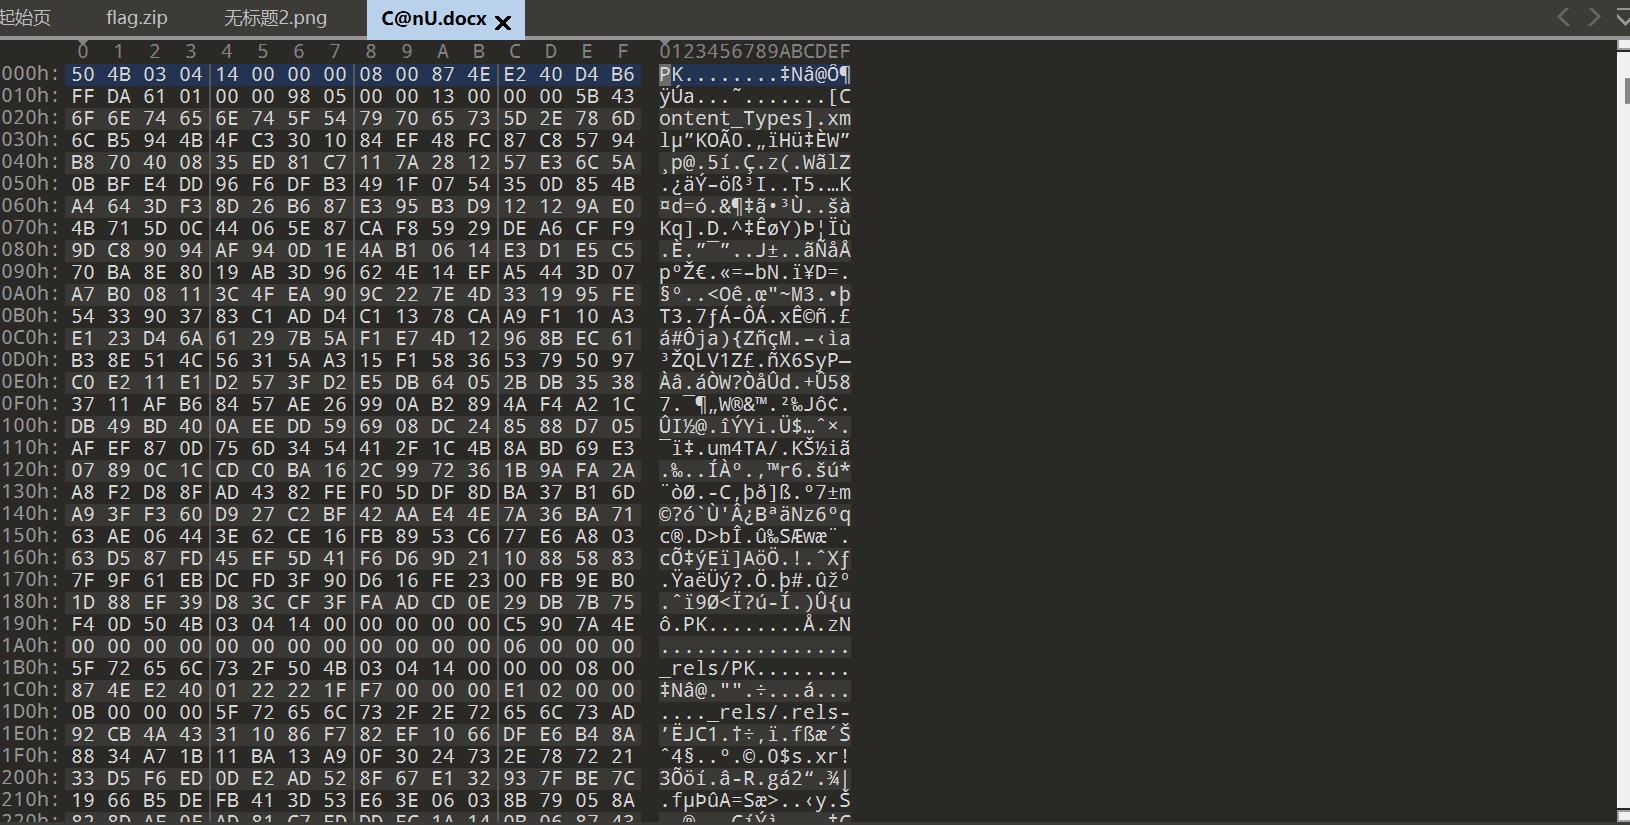 起始页 flag.zip 无标题2.png C@nU.docx
0 1 2 3 4 5 6 7 8 9 A B C D E F 0123456789ABCDEF
000h: 50 4B 03 04 14 00 00 00 08 00 87 4E E2 40 D4 B6 PK........‡Nâ@Ô¶
010h: FF DA 61 01 00 00 98 05 00 00 13 00 00 00 5B 43 ÿÚa...˜.......[C
020h: 6F 6E 74 65 6E 74 5F 54 79 70 65 73 5D 2E 78 6D ontent_Types].xm
030h: 6C B5 94 4B 4F C3 30 10 84 EF 48 FC 87 C8 57 94 lµ”KOÃ0.„ïHü‡ÈW”
040h: B8 70 40 08 35 ED 81 C7 11 7A 28 12 57 E3 6C 5A ¸p@.5í.Ç.z(.WãlZ
050h: 0B BF E4 DD 96 F6 DF B3 49 1F 07 54 35 0D 85 4B .¿äÝ–öß³I..T5.…K
060h: A4 64 3D F3 8D 26 B6 87 E3 95 B3 D9 12 12 9A E0 ¤d=ó.&¶‡ã•³Ù..šà
070h: 4B 71 5D 0C 44 06 5E 87 CA F8 59 29 DE A6 CF F9 Kq].D.^‡ÊøY)Þ¦Ïù
080h: 9D C8 90 94 AF 94 0D 1E 4A B1 06 14 E3 D1 E5 C5 .È.”¯”..J±..ãÑåÅ
090h: 70 BA 8E 80 19 AB 3D 96 62 4E 14 EF A5 44 3D 07 pºŽ€.«=–bN.ï¥D=.
0A0h: A7 B0 08 11 3C 4F EA 90 9C 22 7E 4D 33 19 95 FE §º..<Oê.œ"~M3.•þ
0B0h: 54 33 90 37 83 C1 AD D4 C1 13 78 CA A9 F1 10 A3 T3.7ƒÁ-ÔÁ.xÊ©ñ.£
0C0h: E1 23 D4 6A 61 29 7B 5A F1 E7 4D 12 96 8B EC 61 á#Ôja){ZñçM.–‹ìa
0D0h: B3 8E 51 4C 56 31 5A A3 15 F1 58 36 53 79 50 97 ³ŽQLV1Z£.ñX6SyP—
0E0h: C0 E2 11 E1 D2 57 3F D2 E5 DB 64 05 2B DB 35 38 Àâ.áÒW?ÒåÛd.+Û58
0F0h: 37 11 AF B6 84 57 AE 26 99 0A B2 89 4A F4 A2 1C 7.¯¶„W®&™.²‰Jô¢.
100h: DB 49 BD 40 0A EE DD 59 69 08 DC 24 85 88 D7 05 ÛI½@.îÝYi.Ü$…ˆ×.
110h: AF EF 87 0D 75 6D 34 54 41 2F 1C 4B 8A BD 69 E3 ¯ï‡.um4TA/.KŠ½iã
120h: 07 89 0C 1C CD C0 BA 16 2C 99 72 36 1B 9A FA 2A .‰..ÍÀº.,™r6.šú*
130h: A8 F2 D8 8F AD 43 82 FE F0 5D DF 8D BA 37 B1 6D ¨òØ.-C‚þð]ß.º7±m
140h: A9 3F F3 60 D9 27 C2 BF 42 AA E4 4E 7A 36 BA 71 ©?ó`Ù'Â¿BªäNz6ºq
150h: 63 AE 06 44 3E 62 CE 16 FB 89 53 C6 77 E6 A8 03 c®.D>bÎ.û‰SÆwæ¨.
160h: 63 D5 87 FD 45 EF 5D 41 F6 D6 9D 21 10 88 58 83 cÕ‡ýEï]AöÖ.!.ˆXƒ
170h: 7F 9F 61 EB DC FD 3F 90 D6 16 FE 23 00 FB 9E B0 .ŸaëÜý?.Ö.þ#.ûžº
180h: 1D 88 EF 39 D8 3C CF 3F FA AD CD 0E 29 DB 7B 75 .ˆï9Ø<Ï?ú-Í.)Û{u
190h: F4 0D 50 4B 03 04 14 00 00 00 00 00 C5 90 7A 4E ô.PK........Å.zN
1A0h: 00 00 00 00 00 00 00 00 00 00 00 00 06 00 00 00 ................
1B0h: 5F 72 65 6C 73 2F 50 4B 03 04 14 00 00 00 08 00 _rels/PK........
1C0h: 87 4E E2 40 01 22 22 1F F7 00 00 00 E1 02 00 00 ‡Nâ@."".÷...á...
1D0h: 0B 00 00 00 5F 72 65 6C 73 2F 2E 72 65 6C 73 AD ...._rels/.rels-
1E0h: 92 CB 4A 43 31 10 86 F7 82 EF 10 66 DF E6 B4 8A ’ËJC1.†÷‚ï.fßæ´Š
1F0h: 88 34 A7 1B 11 BA 13 A9 0F 30 24 73 2E 78 72 21 ˆ4§..º.©.0$s.xr!
200h: 33 D5 F6 ED 0D E2 AD 52 8F 67 E1 32 93 7F BE 7C 3Õöí.â-R.gá2“.¾|
210h: 19 66 B5 DE FB 41 3D 53 E6 3E 06 03 8B 79 05 8A .fµÞûA=Sæ>..‹y.Š